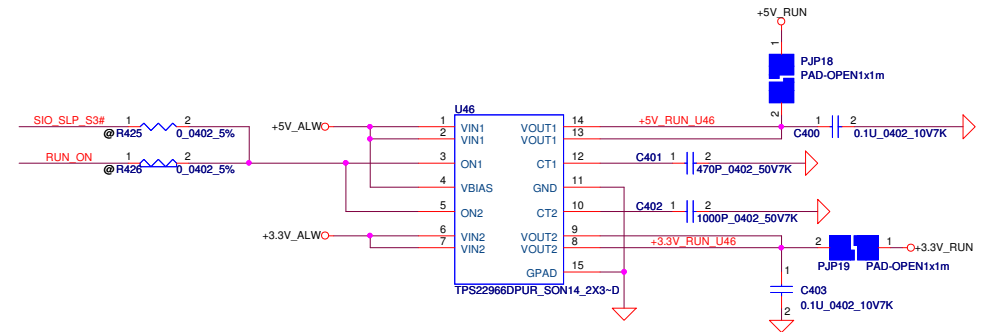 +5V_RUN
1
PJP18
PAD-OPEN1x1m
2
SIO_SLP_S3#
1
2
@R425
0_0402_5%
RUN_ON
1
2
@R426
0_0402_5%
+5V_ALW
+3.3V_ALW
U46
1 VIN1 VOUT1 14
2 VIN1 VOUT1 13
3 ON1 CT1 12
4 VBIAS GND 11
5 ON2 CT2 10
6 VIN2 VOUT2 9
7 VIN2 VOUT2 8
GPAD 15
TPS22966DPUR_SON14_2X3~D
+5V_RUN_U46
1 2
C400
0.1U_0402_10V7K
C401 1 2
470P_0402_50V7K
C402 1 2
1000P_0402_50V7K
+3.3V_RUN_U46
2 1
+3.3V_RUN
PJP19 PAD-OPEN1x1m
1
C403
0.1U_0402_10V7K
2